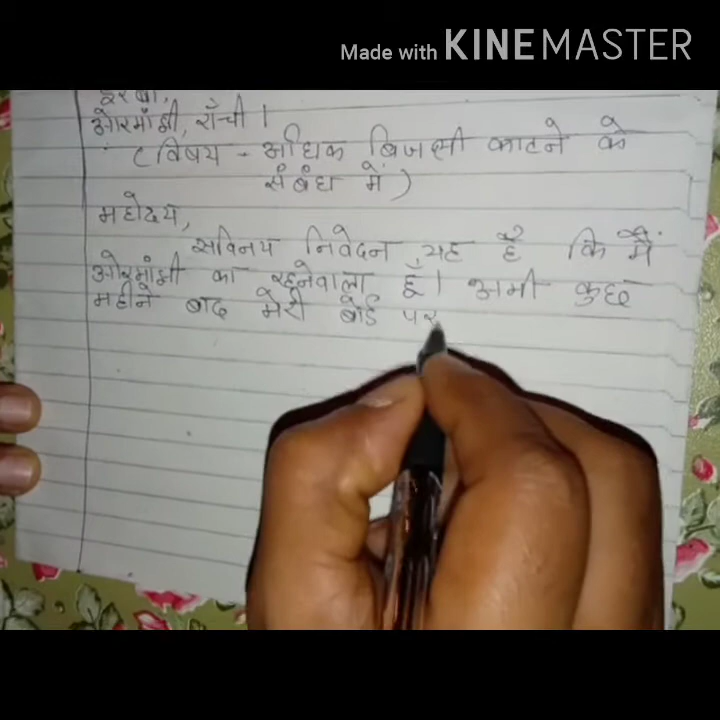 Made with KINEMASTER
इरबा,
ओरमाँझी, राँची।
(विषय - अधिक बिजली काटने के
संबंध में)
महोदय,
सविनय निवेदन यह है कि मैं
ओरमांझी का रहनेवाला हूँ। अभी कुछ
महीने बाद मेरी बोर्ड पर